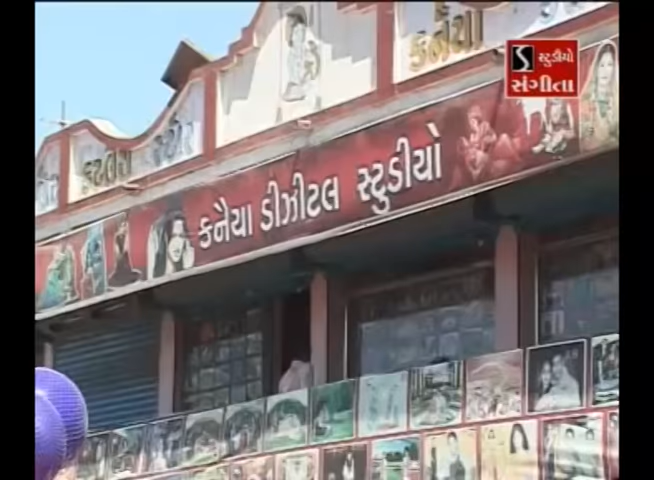 સ્ટુડીયો
સંગીતા
કનૈયા
કનૈયા ડીઝીટલ સ્ટુડીયો